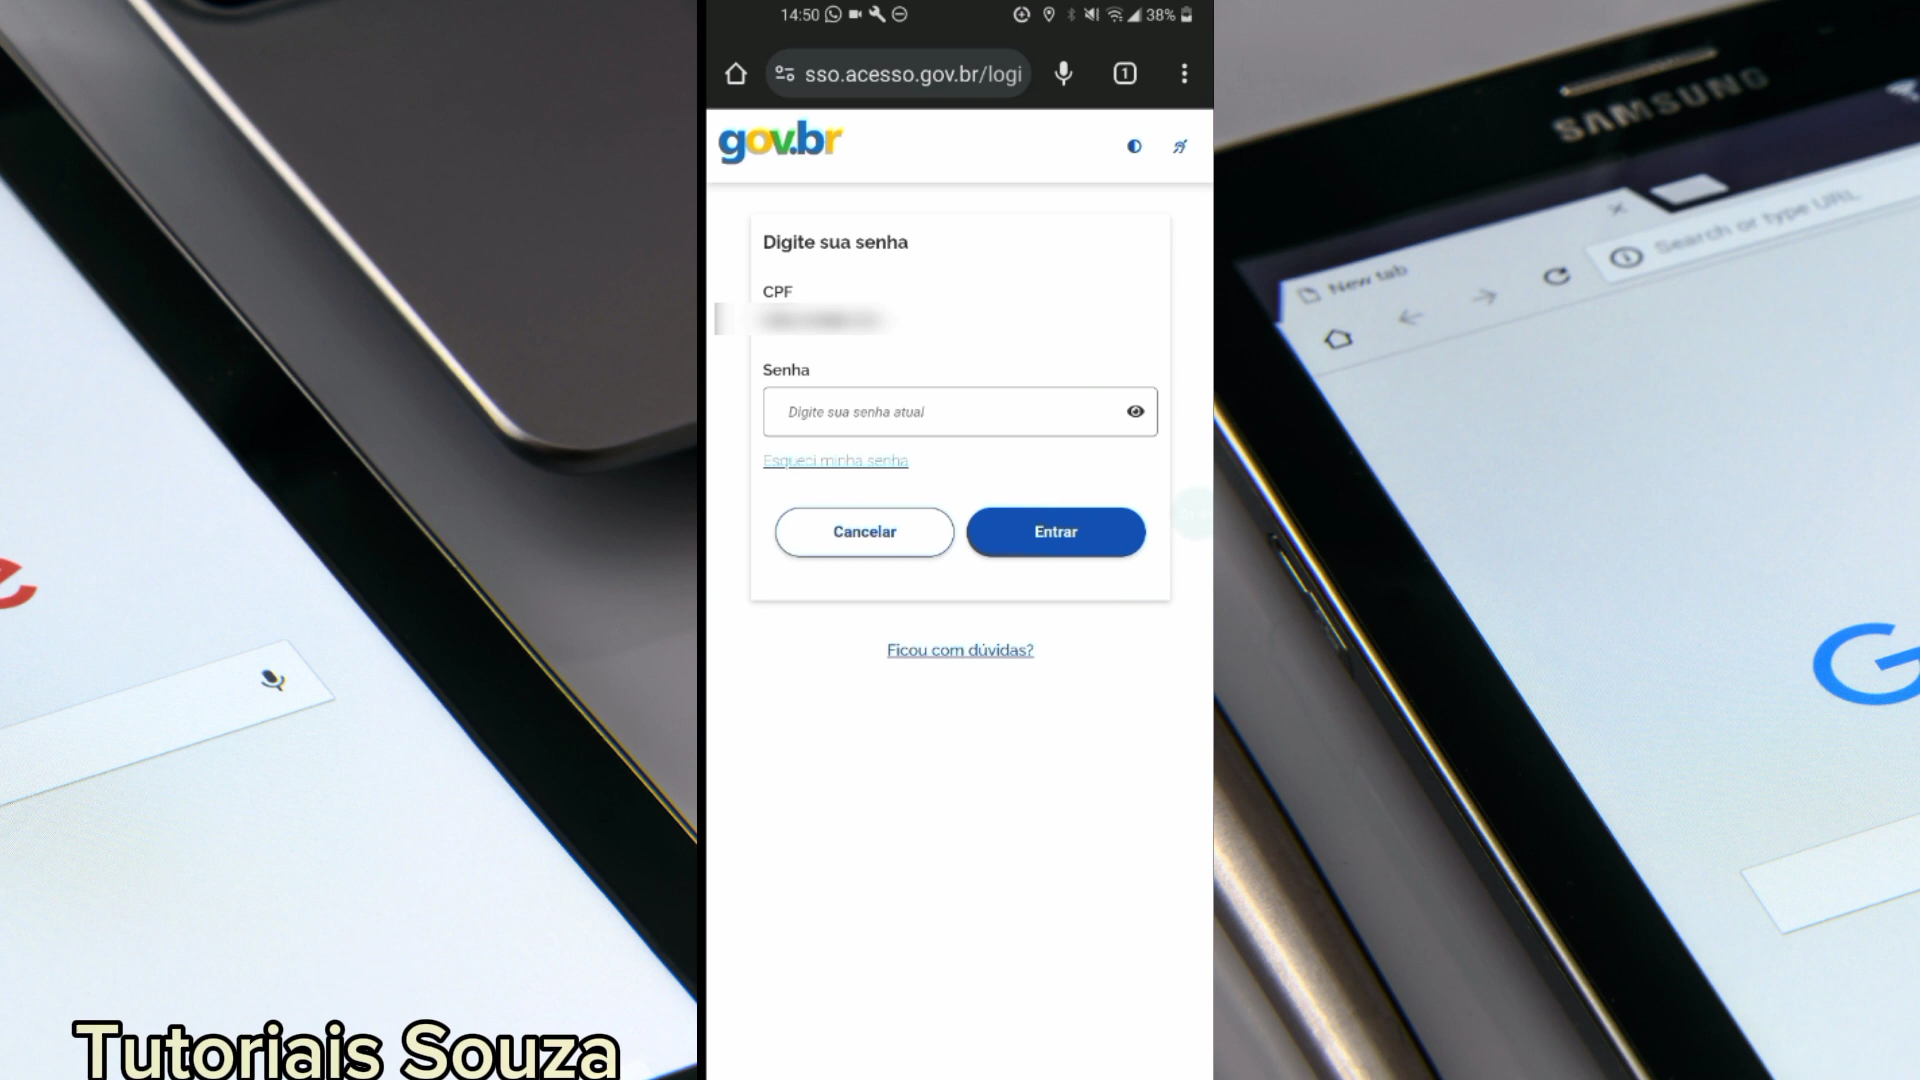 14:50
38%
sso.acesso.gov.br/logi
1
gov.br
Digite sua senha
CPF
Senha
Digite sua senha atual
Esqueci minha senha
Cancelar
Entrar
Ficou com dúvidas?
SAMSUNG
New tab
Search or type URL
G
e
Tutoriais Souza